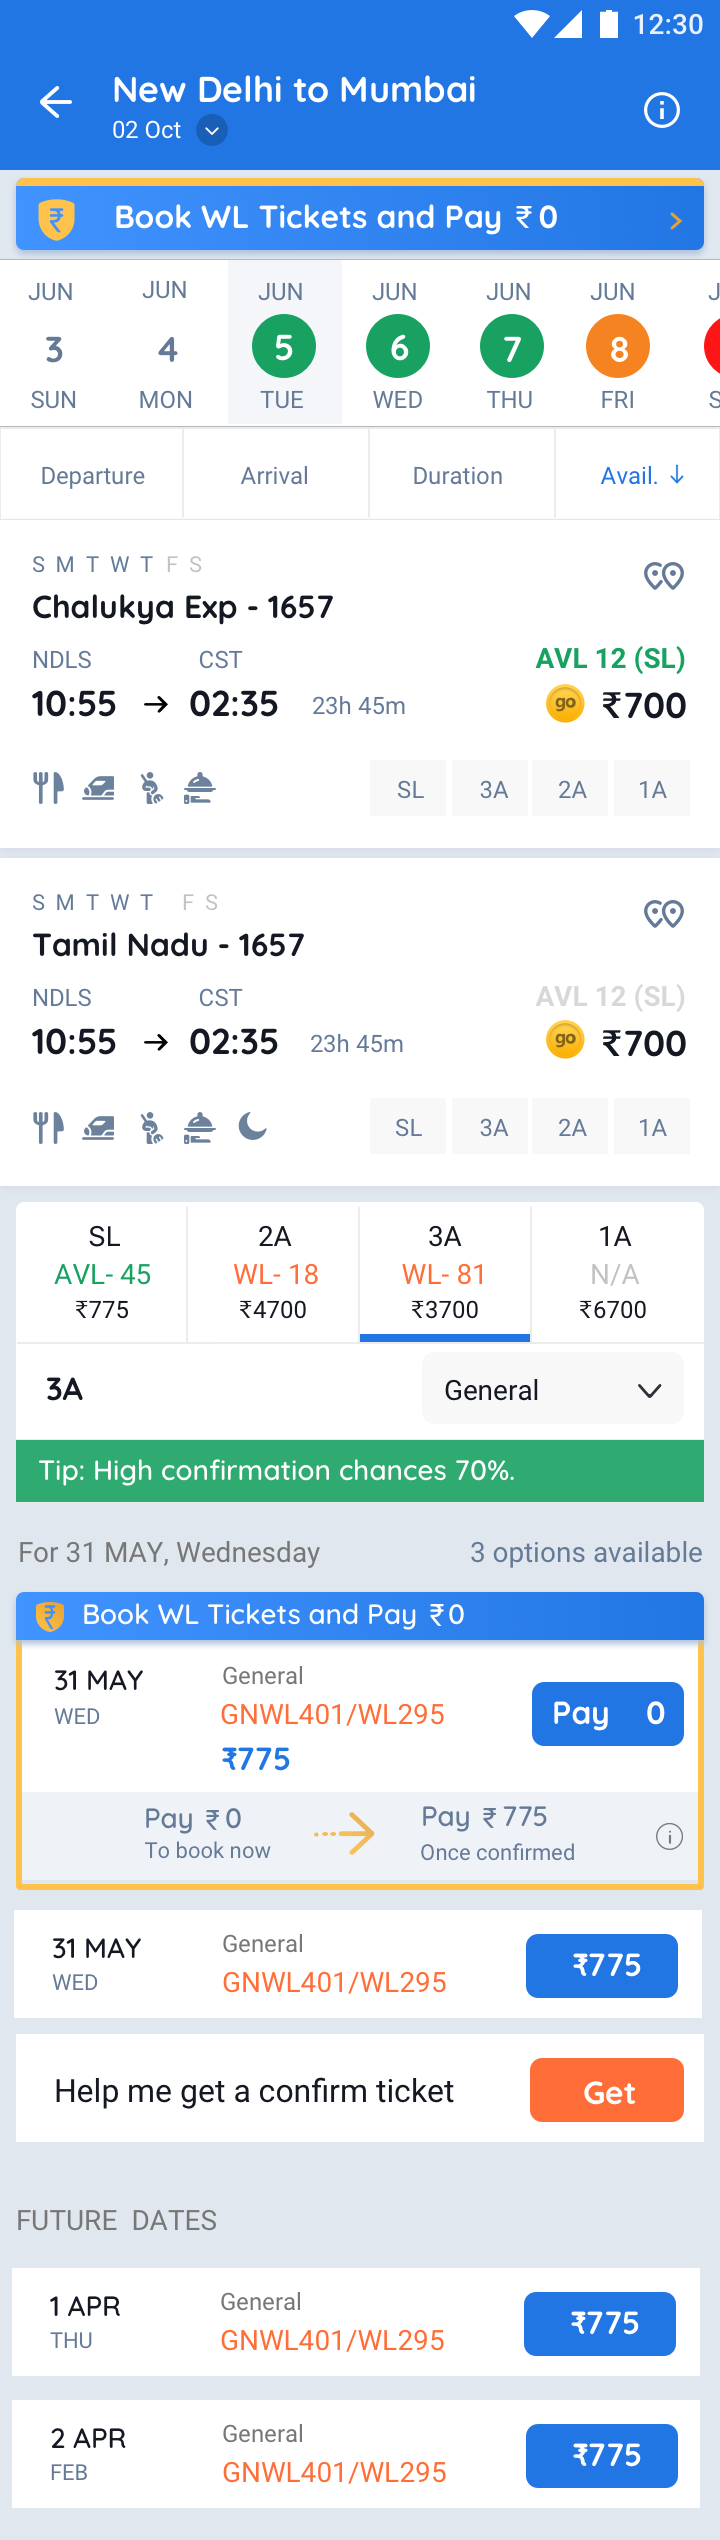 12:30
New Delhi to Mumbai
02 Oct
Book WL Tickets and Pay ₹ 0
JUN JUN JUN JUN JUN JUN
3 4 5 6 7 8
SUN MON TUE WED THU FRI S
Departure Arrival Duration Avail.
S M T W T F S
Chalukya Exp - 1657
NDLS CST AVL 12 (SL)
10:55 → 02:35 23h 45m go ₹700
SL 3A 2A 1A
S M T W T F S
Tamil Nadu - 1657
NDLS CST AVL 12 (SL)
10:55 → 02:35 23h 45m go ₹700
SL 3A 2A 1A
SL 2A 3A 1A
AVL- 45 WL- 18 WL- 81 N/A
₹775 ₹4700 ₹3700 ₹6700
3A General
Tip: High confirmation chances 70%.
For 31 MAY, Wednesday 3 options available
Book WL Tickets and Pay ₹ 0
31 MAY General
WED GNWL401/WL295 Pay 0
₹775
Pay ₹ 0 Pay ₹ 775
To book now Once confirmed
31 MAY General
WED GNWL401/WL295 ₹775
Help me get a confirm ticket Get
FUTURE DATES
1 APR General
THU GNWL401/WL295 ₹775
2 APR General
FEB GNWL401/WL295 ₹775